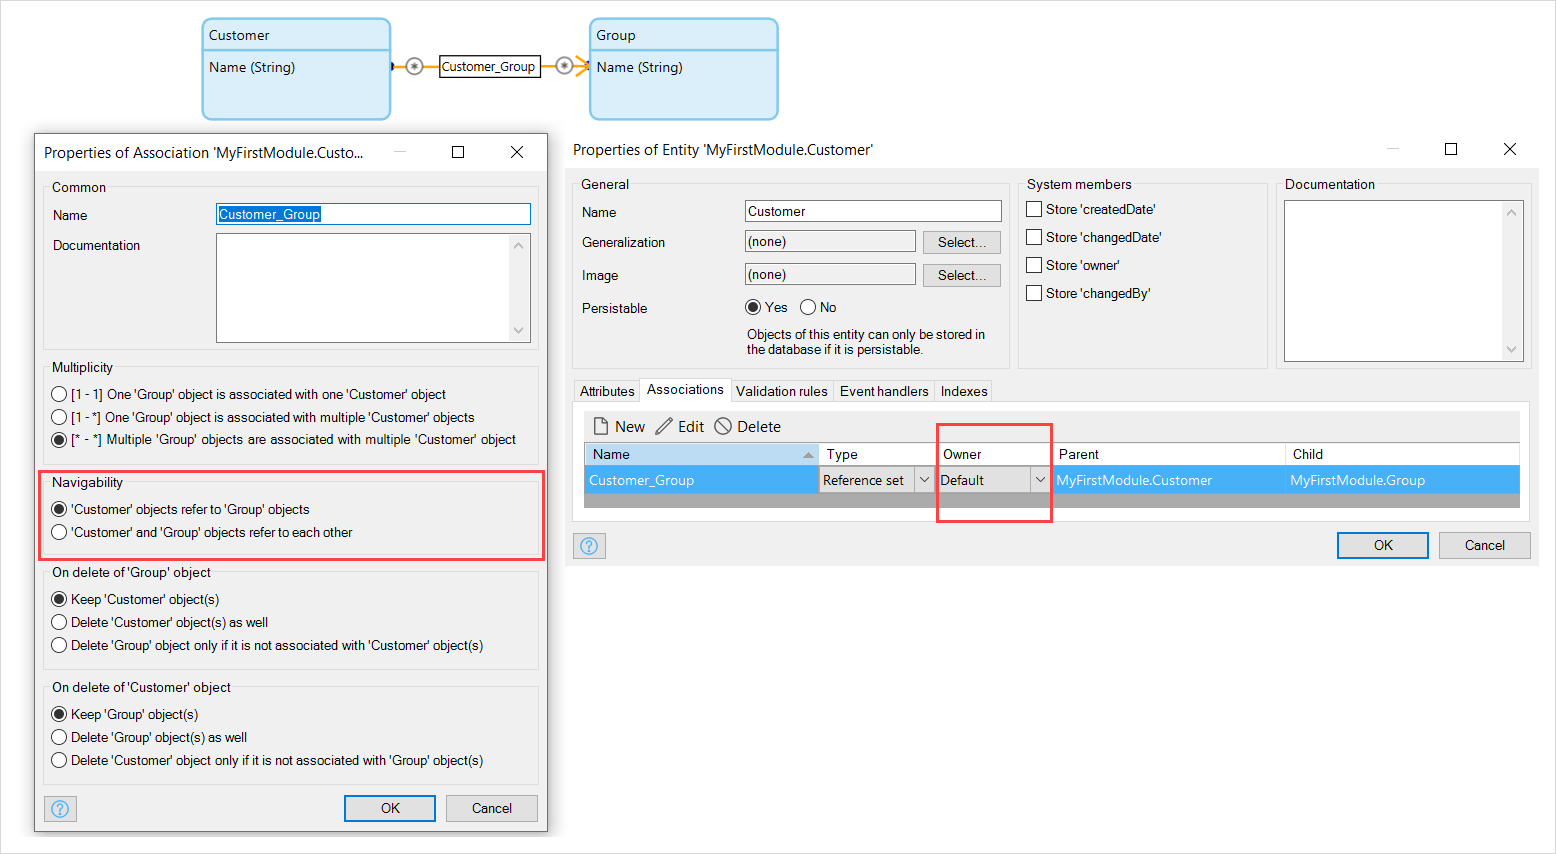 Customer
Name (String)
Customer_Group
Group
Name (String)
Properties of Association 'MyFirstModule.Custo...
Common
Name
Customer_Group
Documentation
Multiplicity
[1 - 1] One 'Group' object is associated with one 'Customer' object
[1 - *] One 'Group' object is associated with multiple 'Customer' objects
[* - *] Multiple 'Group' objects are associated with multiple 'Customer' object
Navigability
'Customer' objects refer to 'Group' objects
'Customer' and 'Group' objects refer to each other
On delete of 'Group' object
Keep 'Customer' object(s)
Delete 'Customer' object(s) as well
Delete 'Group' object only if it is not associated with 'Customer' object(s)
On delete of 'Customer' object
Keep 'Group' object(s)
Delete 'Group' object(s) as well
Delete 'Customer' object only if it is not associated with 'Group' object(s)
OK
Cancel
Properties of Entity 'MyFirstModule.Customer'
General
Name
Customer
Generalization
(none)
Select...
Image
(none)
Select...
Persistable
Yes
No
Objects of this entity can only be stored in
the database if it is persistable.
System members
Store 'createdDate'
Store 'changedDate'
Store 'owner'
Store 'changedBy'
Documentation
Attributes
Associations
Validation rules
Event handlers
Indexes
New
Edit
Delete
Name
Type
Owner
Parent
Child
Customer_Group
Reference set
Default
MyFirstModule.Customer
MyFirstModule.Group
OK
Cancel